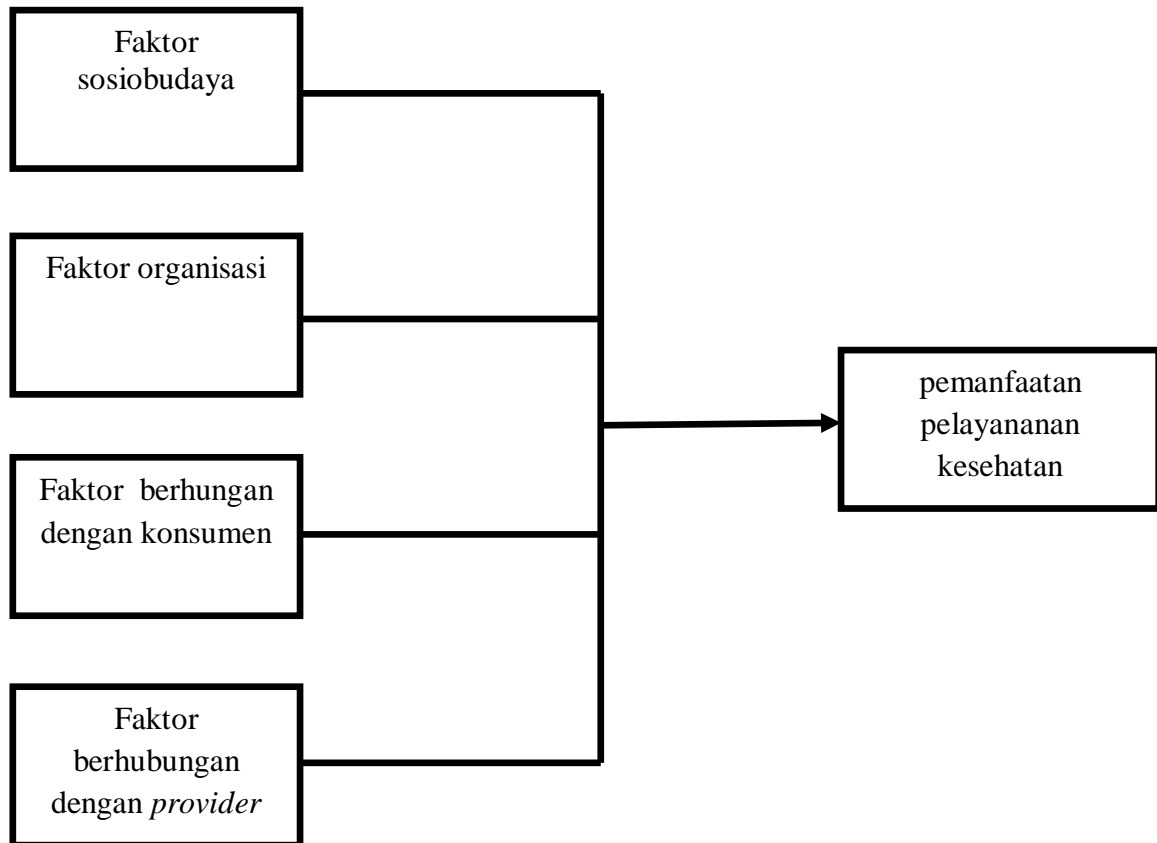 Faktor
sosiobudaya
Faktor organisasi
Faktor  berhungan
dengan konsumen
Faktor
berhubungan
dengan provider
pemanfaatan
pelayananan
kesehatan